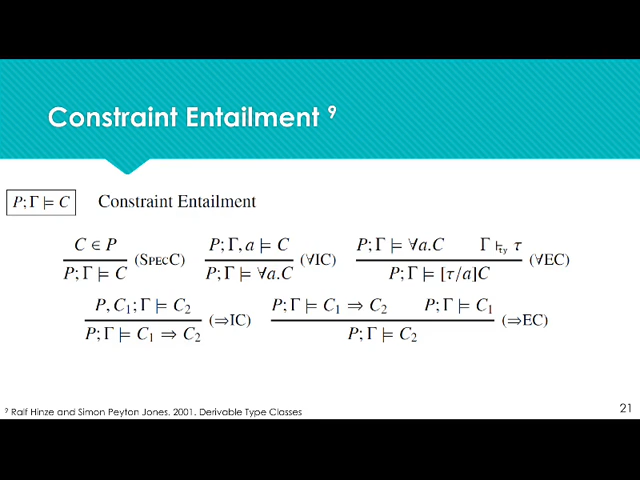 Constraint Entailment ⁹
P; Γ ⊨ C Constraint Entailment
C ∈ P
P; Γ ⊨ C
(SPECC)
P; Γ, a ⊨ C
P; Γ ⊨ ∀a.C
(∀IC)
P; Γ ⊨ ∀a.C Γ ⊢ty τ
P; Γ ⊨ [τ/a]C
(∀EC)
P, C₁; Γ ⊨ C₂
P; Γ ⊨ C₁ ⇒ C₂
(⇒IC)
P; Γ ⊨ C₁ ⇒ C₂ P; Γ ⊨ C₁
P; Γ ⊨ C₂
(⇒EC)
⁹ Ralf Hinze and Simon Peyton Jones. 2001. Derivable Type Classes
21